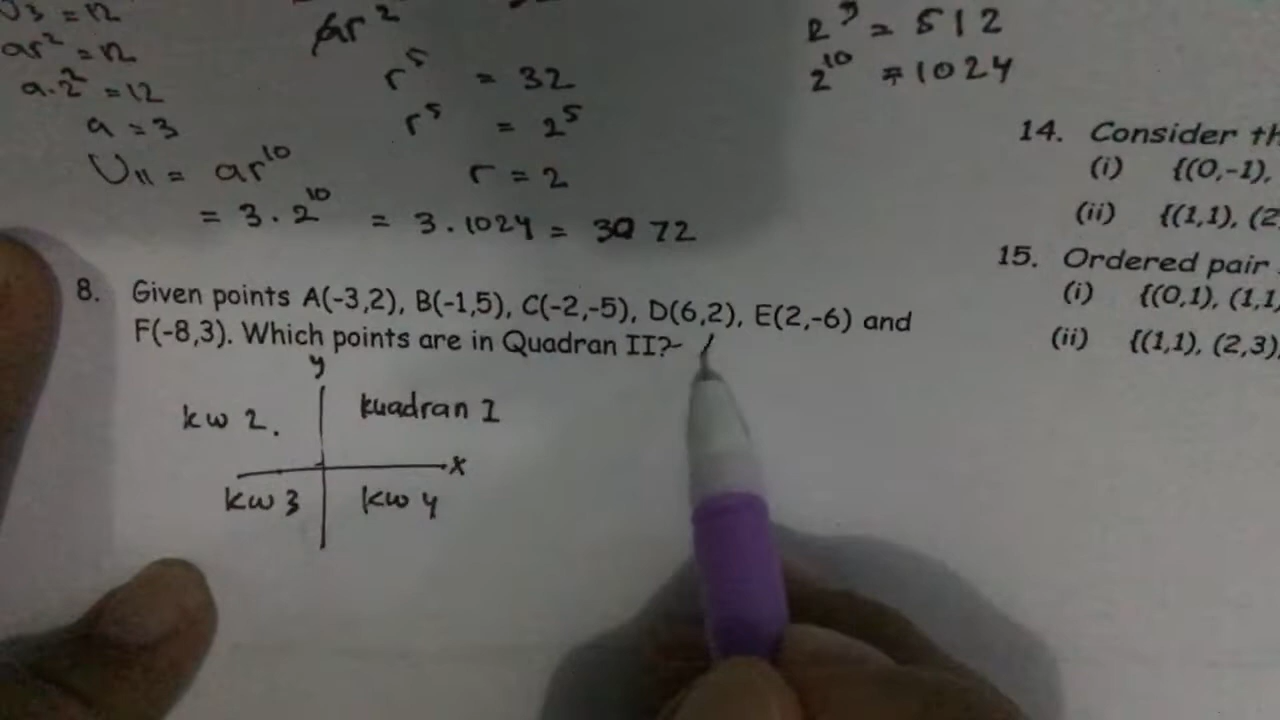 U3 = 12
ar² = 12
a.2² = 12
a = 3
U11 = ar¹⁰
= 3.2¹⁰ = 3.1024 = 3072
ar²
r⁵ = 32
r⁵ = 2⁵
r = 2
2⁹ = 512
2¹⁰ = 1024
8. Given points A(-3,2), B(-1,5), C(-2,-5), D(6,2), E(2,-6) and
F(-8,3). Which points are in Quadran II?
y
kw 2. kuadran I
x
kw 3 kw 4
14. Consider th
(i) {(0,-1),
(ii) {(1,1), (2
15. Ordered pair
(i) {(0,1), (1,1
(ii) {(1,1), (2,3)